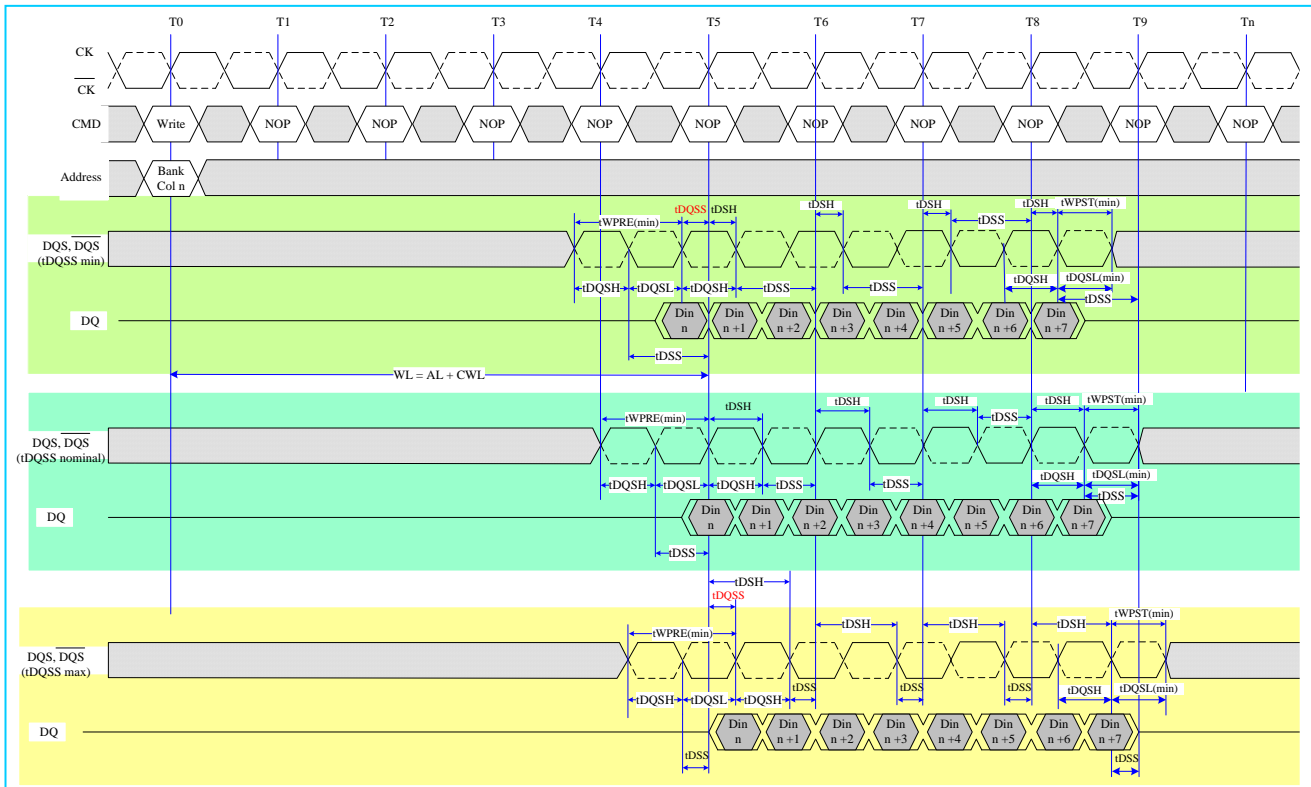 T0 T1 T2 T3 T4 T5 T6 T7 T8 T9 Tn
CK
CK
CMD Write NOP NOP NOP NOP NOP NOP NOP NOP NOP NOP
Address Bank
Col n
tDQSS tDSH tDSH tDSH tDSH tWPST(min)
tWPRE(min) tDSS
DQS, DQS
(tDQSS min)
tDQSH tDQSL tDQSH tDSS tDSS tDQSH tDQSL(min)
tDSS
DQ Din Din Din Din Din Din Din Din
n n +1 n +2 n +3 n +4 n +5 n +6 n +7
tDSS
WL = AL + CWL
tDSH tDSH tDSH tDSH tWPST(min)
tWPRE(min) tDSS
DQS, DQS
(tDQSS nominal)
tDQSH tDQSL tDQSH tDSS tDSS tDQSH tDQSL(min)
tDSS
DQ Din Din Din Din Din Din Din Din
n n +1 n +2 n +3 n +4 n +5 n +6 n +7
tDSS
tDSH
tDQSS
tWPST(min)
tWPRE(min) tDSH tDSH tDSH
DQS, DQS
(tDQSS max)
tDQSH tDQSL tDQSH tDSS tDSS tDSS tDQSH tDQSL(min)
DQ Din Din Din Din Din Din Din Din
n n +1 n +2 n +3 n +4 n +5 n +6 n +7
tDSS tDSS